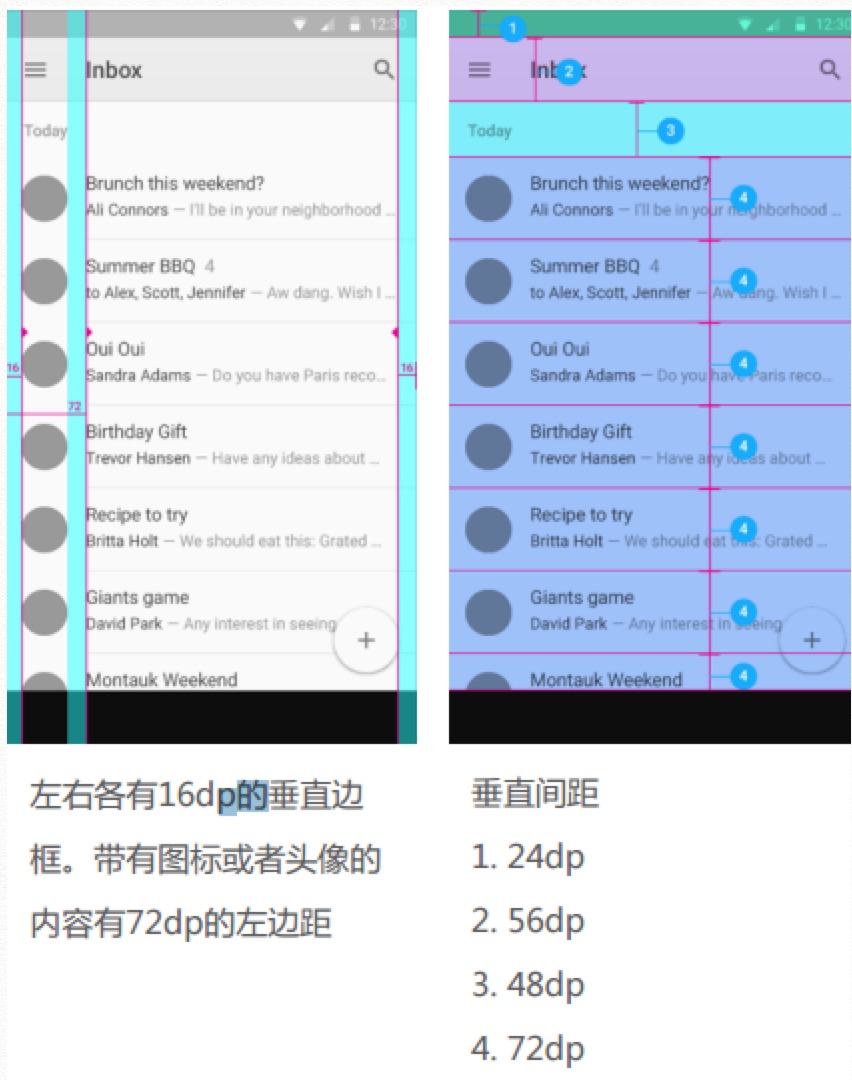 12:30
Inbox
Today
Brunch this weekend?
Ali Connors — I'll be in your neighborhood ...
Summer BBQ 4
to Alex, Scott, Jennifer — Aw dang. Wish I ...
Oui Oui
Sandra Adams — Do you have Paris reco...
16
16
72
Birthday Gift
Trevor Hansen — Have any ideas about ...
Recipe to try
Britta Holt — We should eat this: Grated ...
Giants game
David Park — Any interest in seeing
+
Montauk Weekend
左右各有16dp的垂直边
框。带有图标或者头像的
内容有72dp的左边距
1
12:30
Inbox
2
Today
3
Brunch this weekend?
4
Ali Connors — I'll be in your neighborhood ...
Summer BBQ 4
4
to Alex, Scott, Jennifer — Aw dang. Wish I ...
Oui Oui
4
Sandra Adams — Do you have Paris reco...
Birthday Gift
4
Trevor Hansen — Have any ideas about ...
Recipe to try
4
Britta Holt — We should eat this: Grated ...
Giants game
4
David Park — Any interest in seeing
+
Montauk Weekend
4
垂直间距
1. 24dp
2. 56dp
3. 48dp
4. 72dp